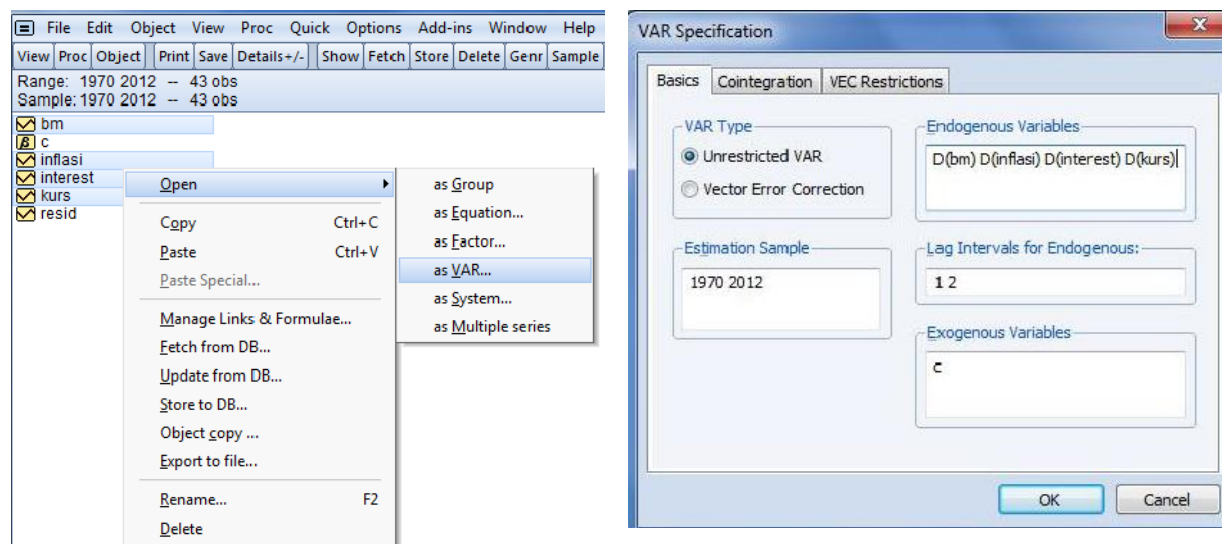 File Edit Object View Proc Quick Options Add-ins Window Help
View Proc Object Print Save Details+/- Show Fetch Store Delete Genr Sample
Range: 1970 2012 -- 43 obs
Sample: 1970 2012 -- 43 obs
bm
β c
inflasi
interest
kurs
resid
Open
Copy Ctrl+C
Paste Ctrl+V
Paste Special...
Manage Links & Formulae...
Fetch from DB...
Update from DB...
Store to DB...
Object copy ...
Export to file...
Rename... F2
Delete
as Group
as Equation...
as Factor...
as VAR...
as System...
as Multiple series
VAR Specification
Basics Cointegration VEC Restrictions
VAR Type
Unrestricted VAR
Vector Error Correction
Estimation Sample
1970 2012
Endogenous Variables
D(bm) D(inflasi) D(interest) D(kurs)
Lag Intervals for Endogenous:
1 2
Exogenous Variables
c
OK Cancel